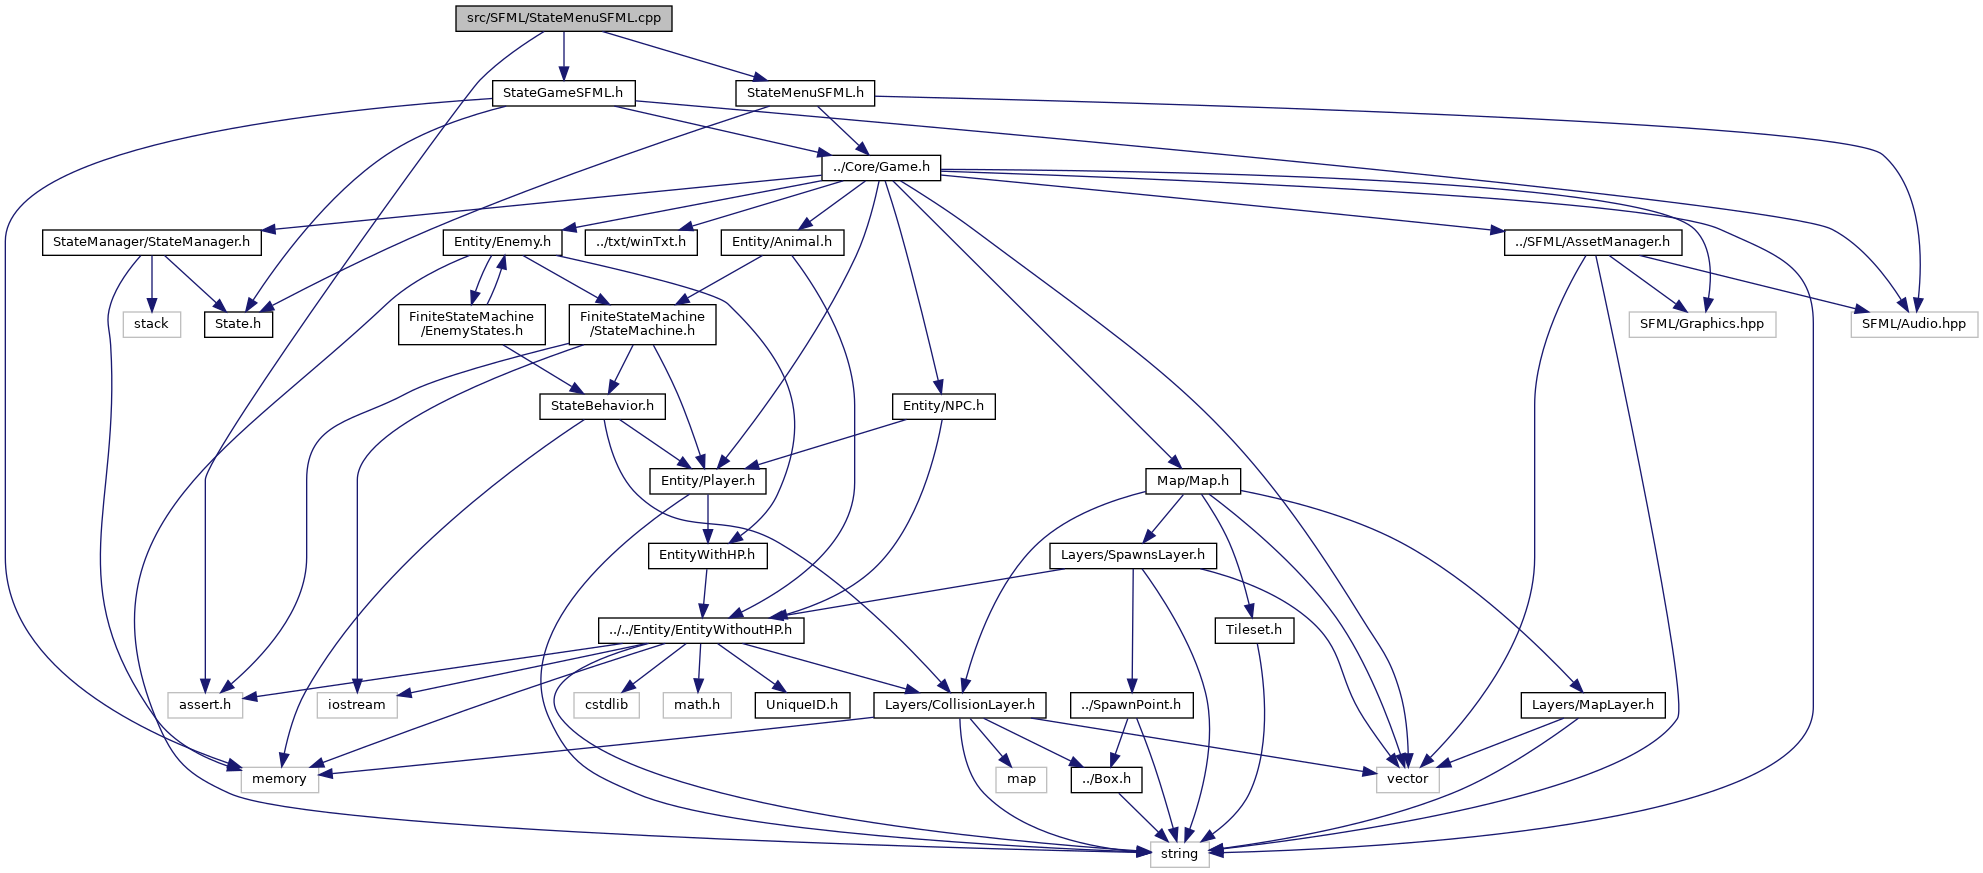 src/SFML/StateMenuSFML.cpp
StateGameSFML.h
StateMenuSFML.h
../Core/Game.h
StateManager/StateManager.h
Entity/Enemy.h
../txt/winTxt.h
Entity/Animal.h
../SFML/AssetManager.h
stack
State.h
FiniteStateMachine
/EnemyStates.h
FiniteStateMachine
/StateMachine.h
SFML/Graphics.hpp
SFML/Audio.hpp
StateBehavior.h
Entity/NPC.h
Entity/Player.h
Map/Map.h
EntityWithHP.h
Layers/SpawnsLayer.h
../../Entity/EntityWithoutHP.h
Tileset.h
assert.h
iostream
cstdlib
math.h
UniqueID.h
Layers/CollisionLayer.h
../SpawnPoint.h
Layers/MapLayer.h
memory
map
../Box.h
vector
string